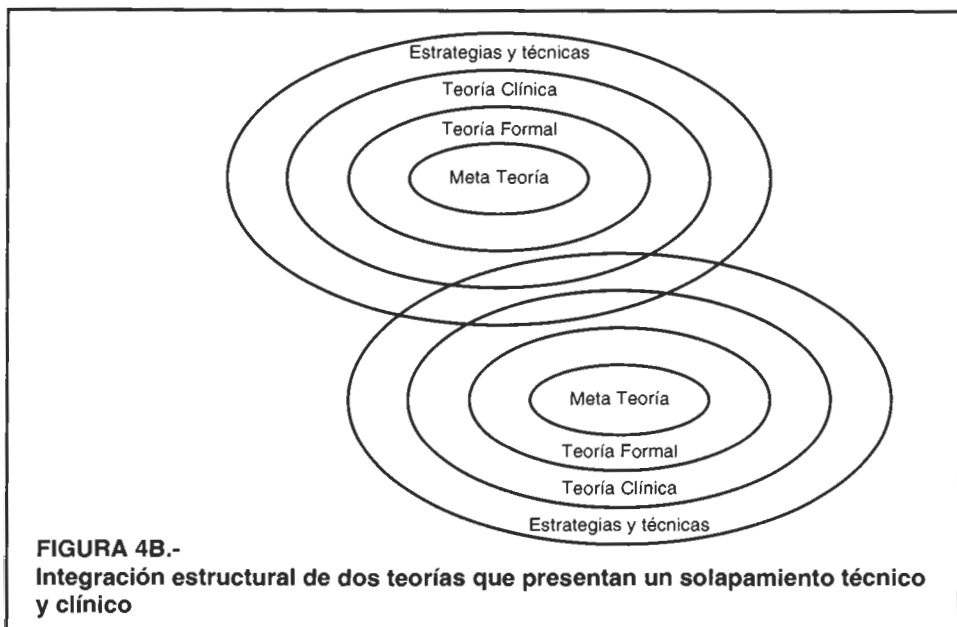 Estrategias y técnicas
Teoría Clínica
Teoría Formal
Meta Teoría
Meta Teoría
Teoría Formal
Teoría Clínica
Estrategias y técnicas
FIGURA 4B.-
Integración estructural de dos teorías que presentan un solapamiento técnico
y clínico